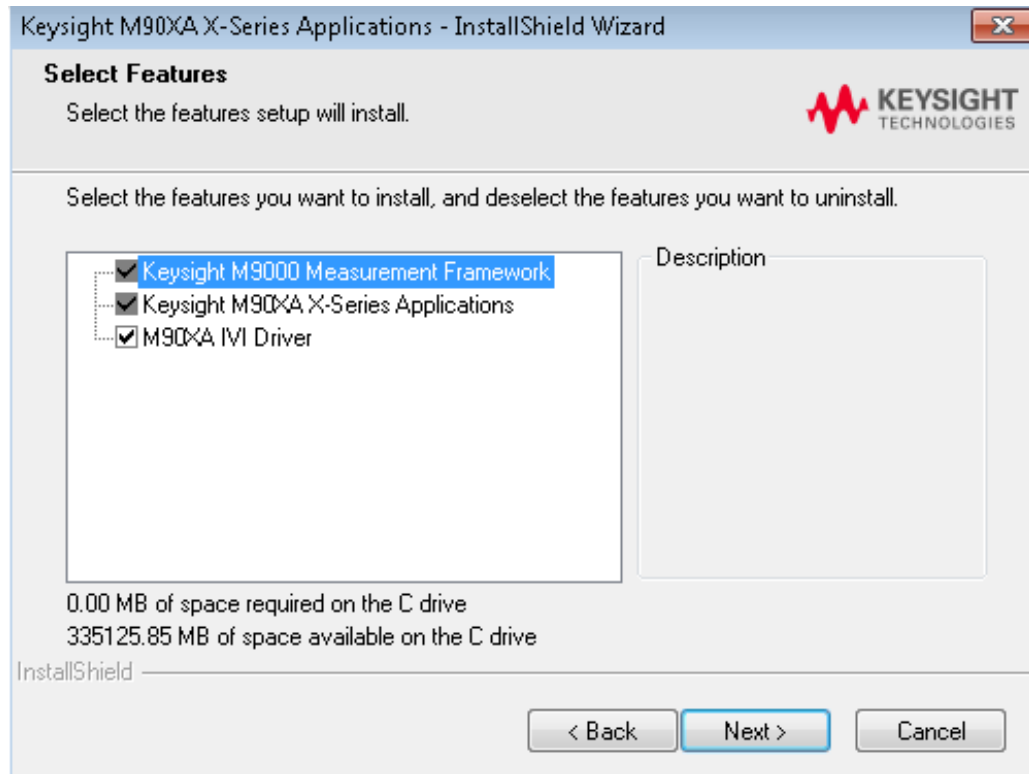 Keysight M90XA X-Series Applications - InstallShield Wizard
Select Features
Select the features setup will install.
KEYSIGHT
TECHNOLOGIES
Select the features you want to install, and deselect the features you want to uninstall.
Keysight M9000 Measurement Framework
Keysight M90XA X-Series Applications
M90XA IVI Driver
Description
0.00 MB of space required on the C drive
335125.85 MB of space available on the C drive
InstallShield
< Back
Next >
Cancel